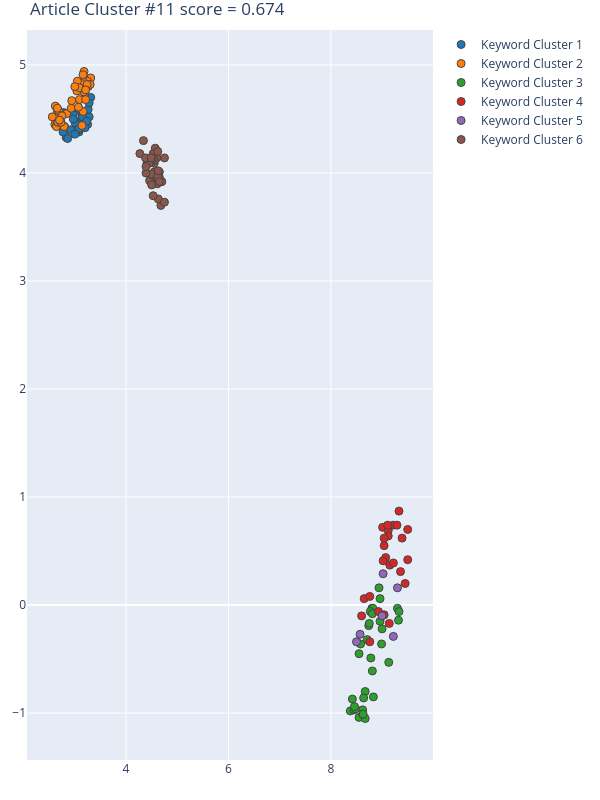 Article Cluster #11 score = 0.674
Keyword Cluster 1
Keyword Cluster 2
Keyword Cluster 3
Keyword Cluster 4
Keyword Cluster 5
Keyword Cluster 6
5
4
3
2
1
0
−1
4 6 8